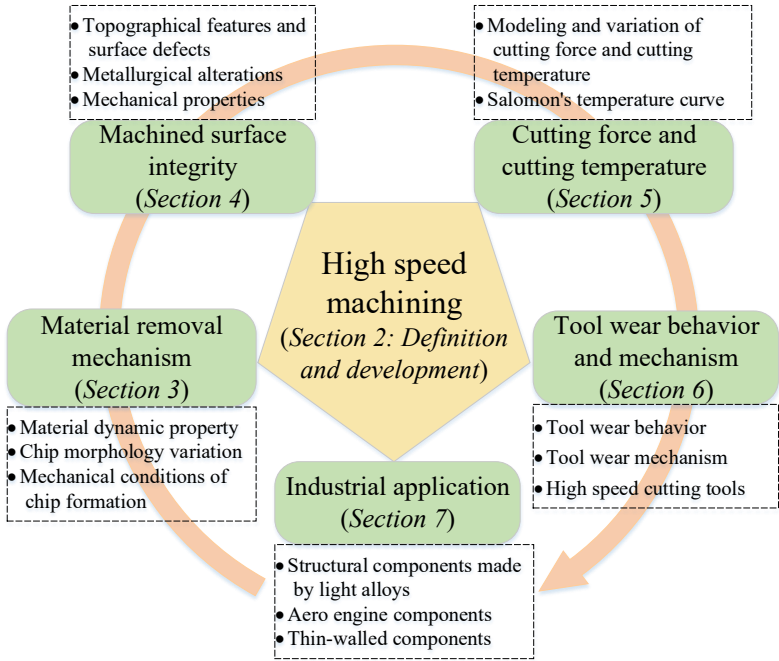 ● Topographical features and
surface defects
● Metallurgical alterations
● Mechanical properties
Machined surface
integrity
(Section 4)
● Modeling and variation of
cutting force and cutting
temperature
● Salomon's temperature curve
Cutting force and
cutting temperature
(Section 5)
High speed
machining
(Section 2: Definition
and development)
Material removal
mechanism
(Section 3)
● Material dynamic property
● Chip morphology variation
● Mechanical conditions of
chip formation
Tool wear behavior
and mechanism
(Section 6)
● Tool wear behavior
● Tool wear mechanism
● High speed cutting tools
Industrial application
(Section 7)
● Structural components made
by light alloys
● Aero engine components
● Thin-walled components